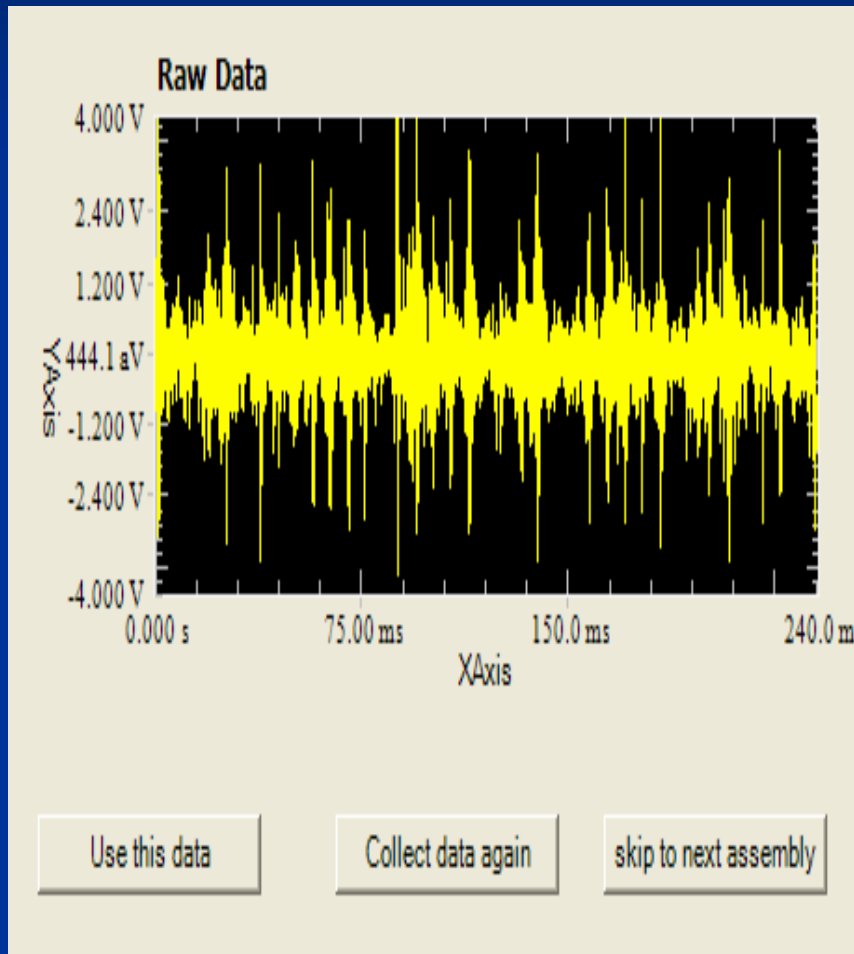 Raw Data
4.000 V
2.400 V
1.200 V
444.1 aV
-1.200 V
-2.400 V
-4.000 V
YAxis
0.000 s 75.00 ms 150.0 ms 240.0 m
XAxis
Use this data Collect data again skip to next assembly